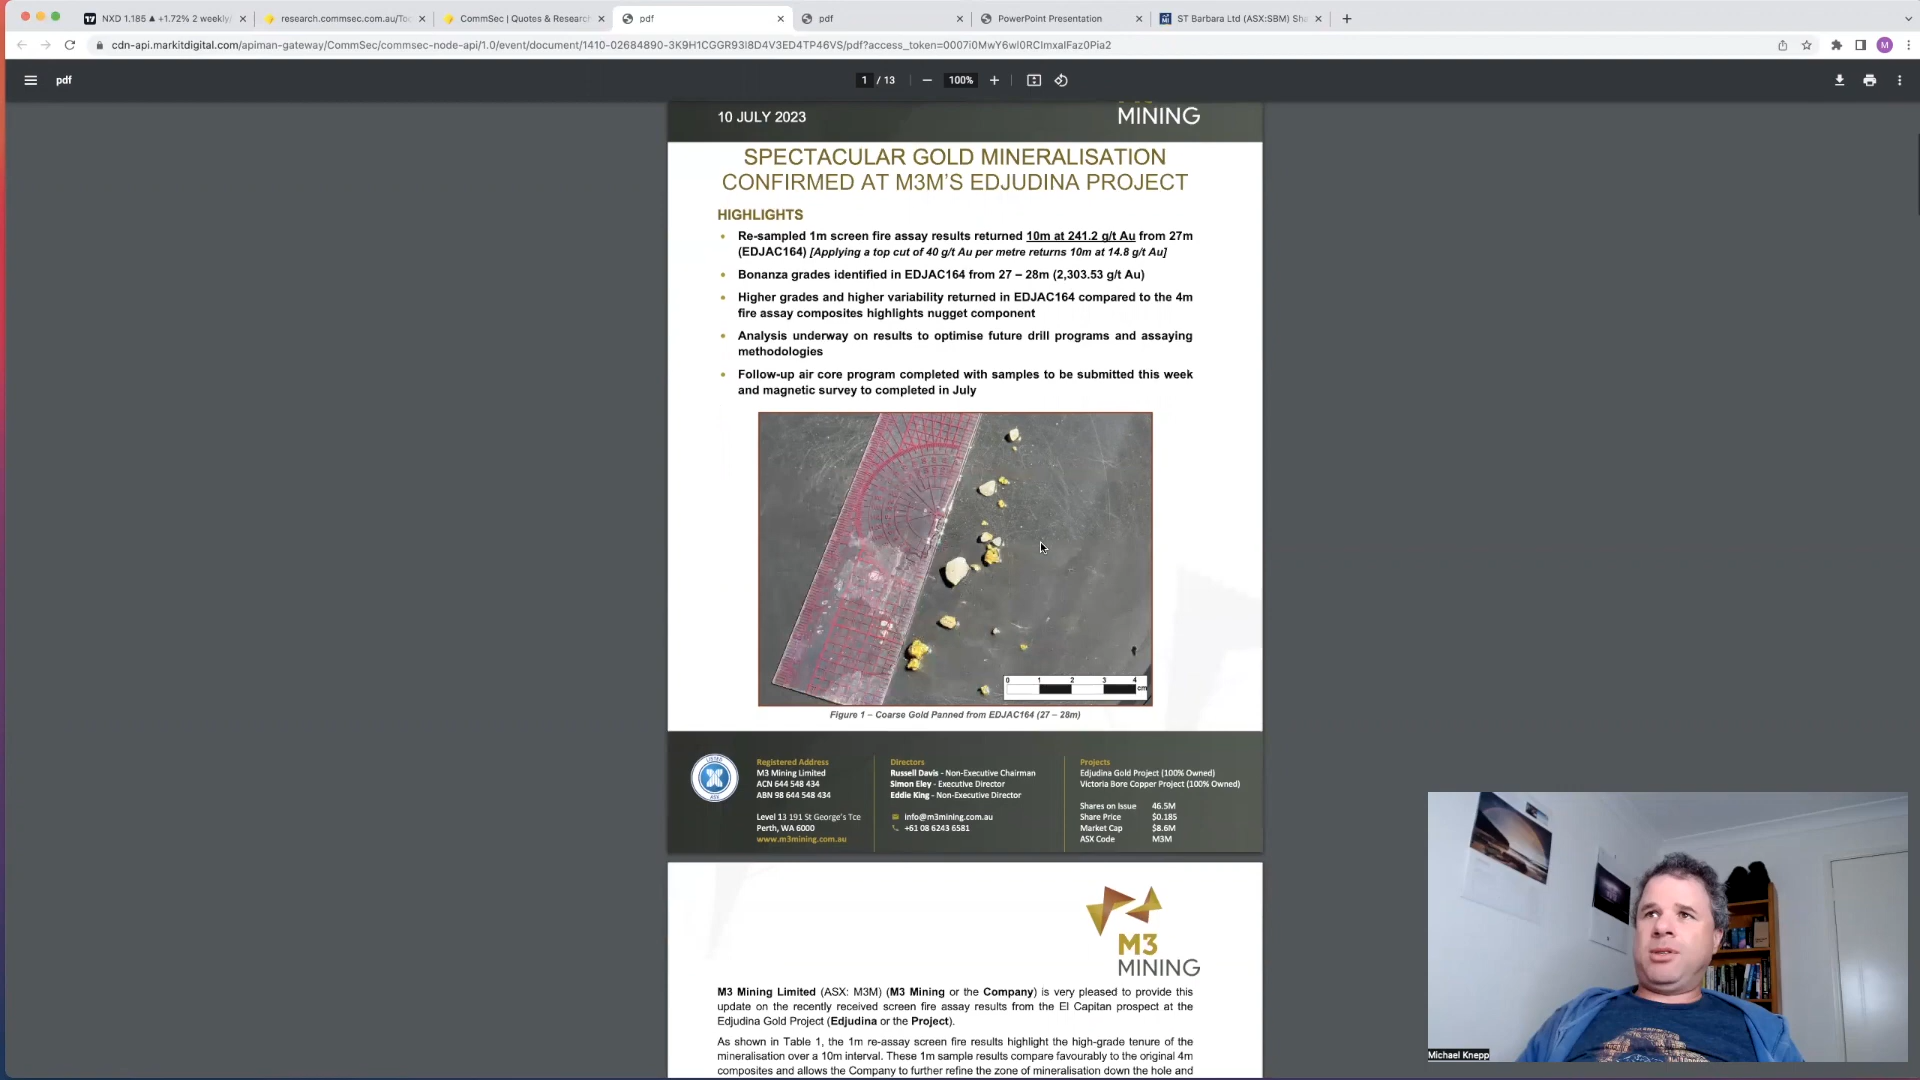 NXD 1.185 ▲ +1.72% 2 weekly/
research.commsec.com.au/Too
CommSec | Quotes & Research
pdf
pdf
PowerPoint Presentation
ST Barbara Ltd (ASX:SBM) Sha
pdf
1 / 13
100%
10 JULY 2023
MINING
SPECTACULAR GOLD MINERALISATION
CONFIRMED AT M3M'S EDJUDINA PROJECT
HIGHLIGHTS
• Re-sampled 1m screen fire assay results returned 10m at 241.2 g/t Au from 27m
(EDJAC164) [Applying a top cut of 40 g/t Au per metre returns 10m at 14.8 g/t Au]
• Bonanza grades identified in EDJAC164 from 27 – 28m (2,303.53 g/t Au)
• Higher grades and higher variability returned in EDJAC164 compared to the 4m
fire assay composites highlights nugget component
• Analysis underway on results to optimise future drill programs and assaying
methodologies
• Follow-up air core program completed with samples to be submitted this week
and magnetic survey to completed in July
0 1 2 3 4
cm
Figure 1 – Coarse Gold Panned from EDJAC164 (27 – 28m)
Registered Address
M3 Mining Limited
ACN 644 548 434
ABN 98 644 548 434
Level 13 191 St George's Tce
Perth, WA 6000
www.m3mining.com.au
Directors
Russell Davis - Non-Executive Chairman
Simon Eley - Executive Director
Eddie King - Non-Executive Director
info@m3mining.com.au
+61 08 6243 6581
Projects
Edjudina Gold Project (100% Owned)
Victoria Bore Copper Project (100% Owned)
Shares on Issue 46.5M
Share Price $0.185
Market Cap $8.6M
ASX Code M3M
M3
MINING
M3 Mining Limited (ASX: M3M) (M3 Mining or the Company) is very pleased to provide this
update on the recently received screen fire assay results from the El Capitan prospect at the
Edjudina Gold Project (Edjudina or the Project).
As shown in Table 1, the 1m re-assay screen fire results highlight the high-grade tenure of the
mineralisation over a 10m interval. These 1m sample results compare favourably to the original 4m
composites and allows the Company to further refine the zone of mineralisation down the hole and
Michael Knepp